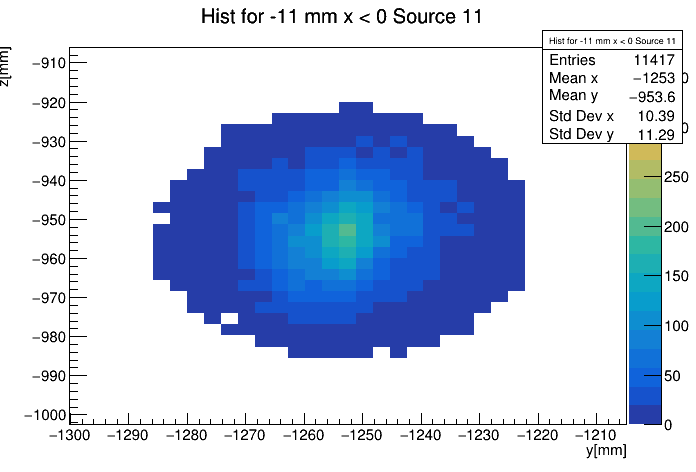 Hist for -11 mm x < 0 Source 11
z[mm]
Hist for -11 mm x < 0 Source 11
Entries 11417
Mean x −1253
Mean y −953.6
Std Dev x 10.39
Std Dev y 11.29
−910
−920
−930
−940
−950
−960
−970
−980
−990
−1000
250
200
150
100
50
0
−1300 −1290 −1280 −1270 −1260 −1250 −1240 −1230 −1220 −1210
y[mm]